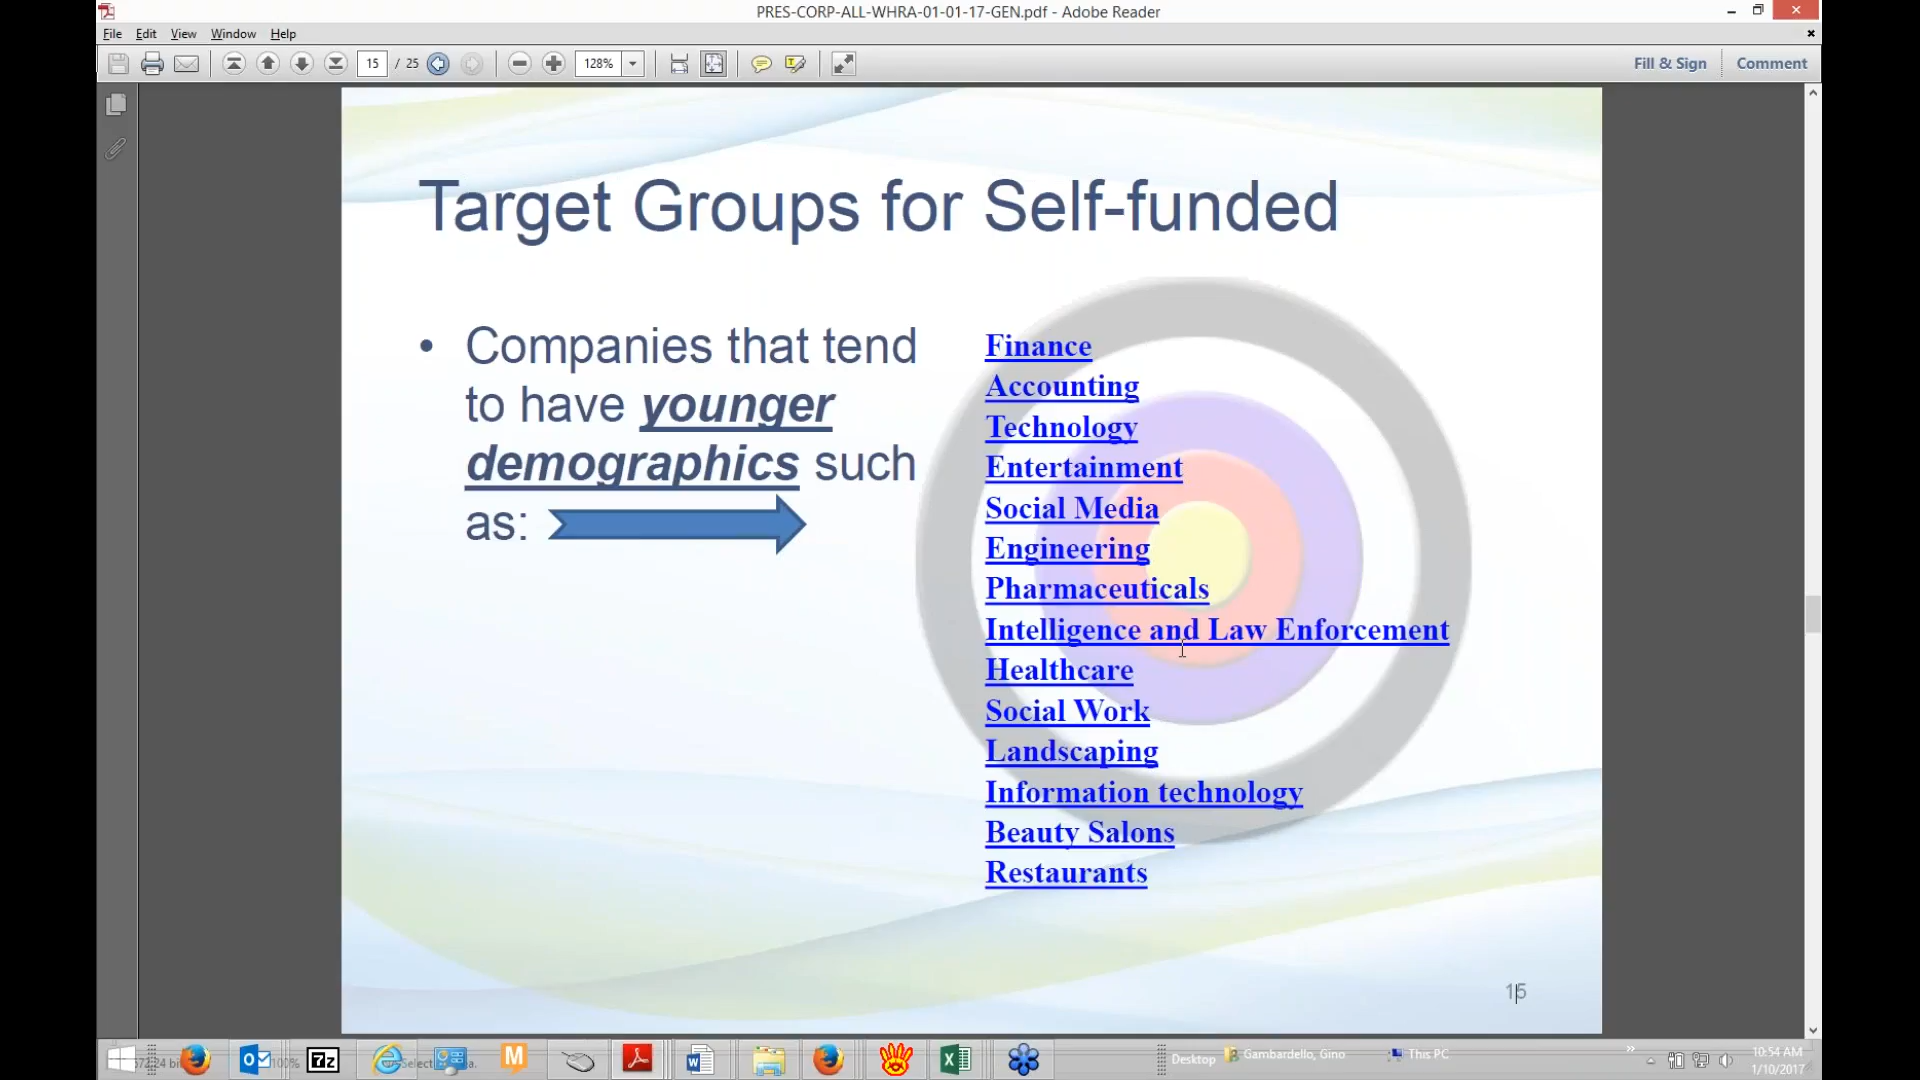 PRES-CORP-ALL-WHRA-01-01-17-GEN.pdf - Adobe Reader
File Edit View Window Help
15 / 25 128% Fill & Sign Comment
Target Groups for Self-funded
• Companies that tend
to have younger
demographics such
as:
Finance
Accounting
Technology
Entertainment
Social Media
Engineering
Pharmaceuticals
Intelligence and Law Enforcement
Healthcare
Social Work
Landscaping
Information technology
Beauty Salons
Restaurants
15
Desktop Gambardello, Gino This PC
10:54 AM
1/10/2017